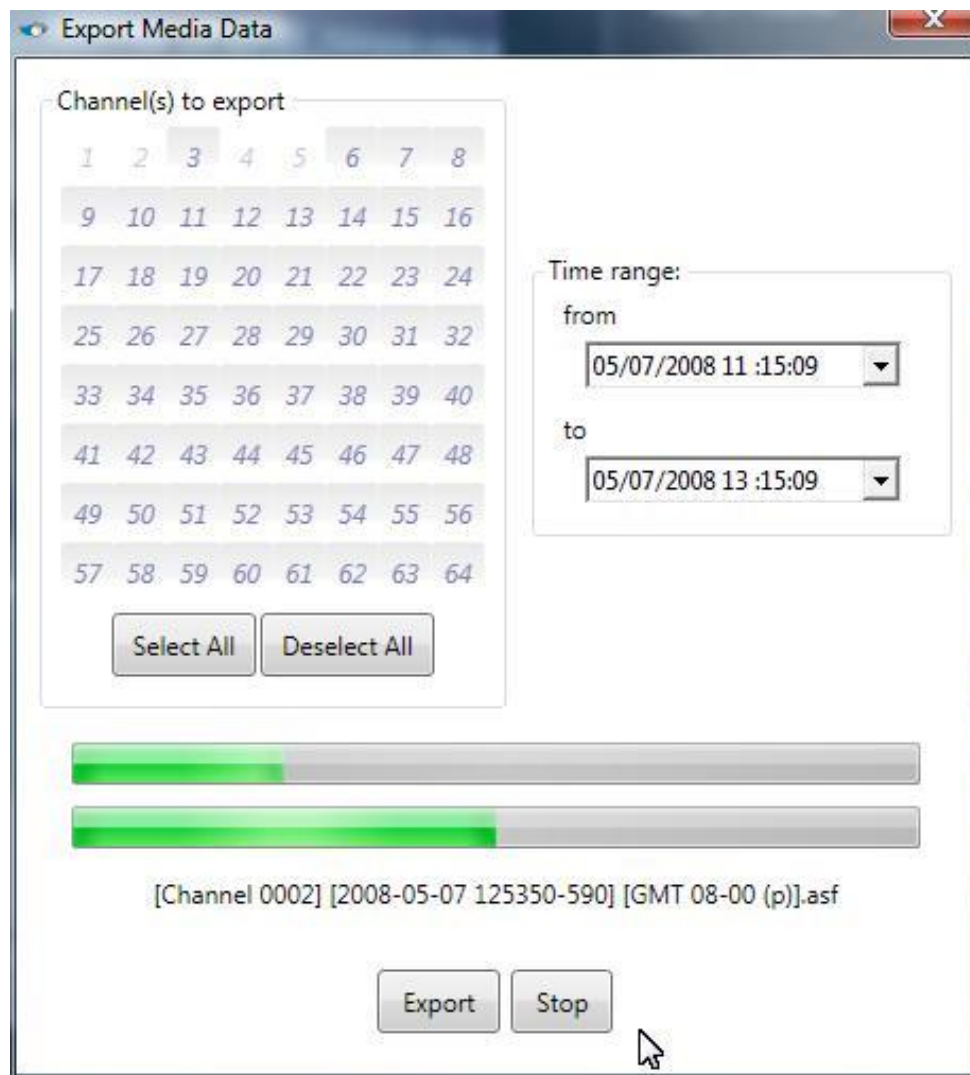 Export Media Data
Channel(s) to export
1 2 3 4 5 6 7 8
9 10 11 12 13 14 15 16
17 18 19 20 21 22 23 24
25 26 27 28 29 30 31 32
33 34 35 36 37 38 39 40
41 42 43 44 45 46 47 48
49 50 51 52 53 54 55 56
57 58 59 60 61 62 63 64
Select All Deselect All
Time range:
from
05/07/2008 11 :15:09
to
05/07/2008 13 :15:09
[Channel 0002] [2008-05-07 125350-590] [GMT 08-00 (p)].asf
Export Stop